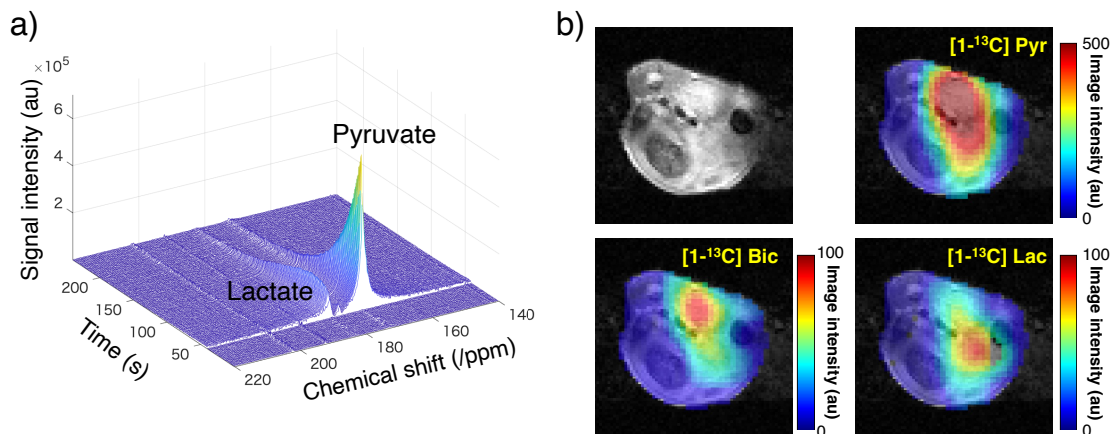 a)
×10⁵
6
4
2
Signal intensity (au)
Pyruvate
Lactate
200
150
100
50
Time (s)
220
200
180
160
140
Chemical shift (/ppm)
b)
[1-¹³C] Pyr
500
0
Image intensity (au)
[1-¹³C] Bic
100
0
Image intensity (au)
[1-¹³C] Lac
100
0
Image intensity (au)